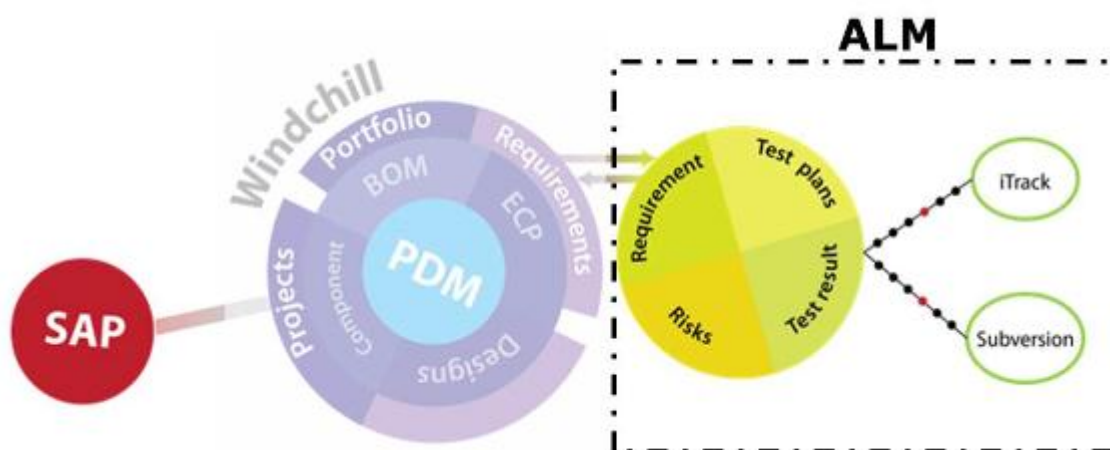 ALM
Windchill
Portfolio
Requirements
BOM
ECP
PDM
Projects
Component
Designs
SAP
Requirement
Test plans
Test result
Risks
iTrack
Subversion